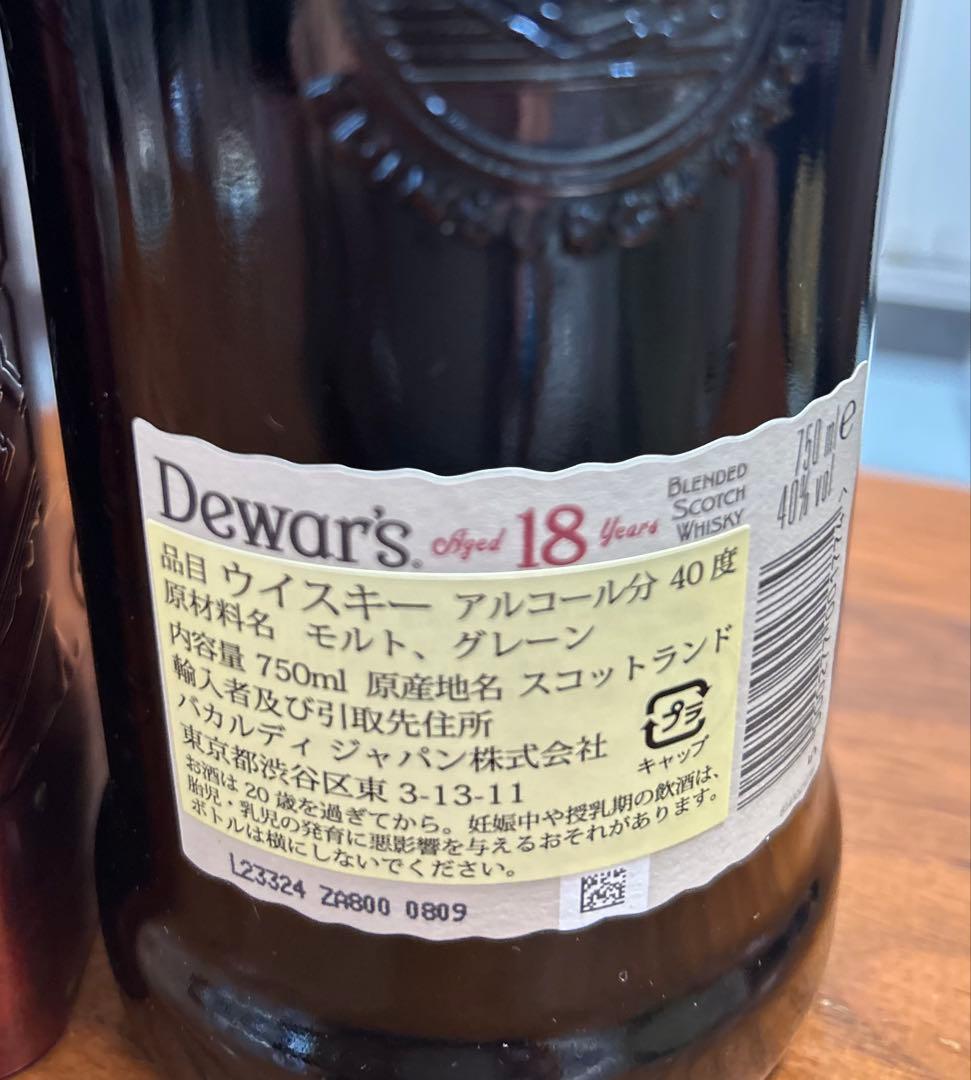 Dewar's. Aged 18 Years BLENDED SCOTCH WHISKY
750 ml e
40% vol
品目 ウイスキー アルコール分 40度
原材料名 モルト、グレーン
内容量 750ml 原産地名 スコットランド
輸入者及び引取先住所
バカルディ ジャパン株式会社
東京都渋谷区東 3-13-11
プラ
キャップ
お酒は20歳を過ぎてから。妊娠中や授乳期の飲酒は、
胎児・乳児の発育に悪影響を与えるおそれがあります。
ボトルは横にしないでください。
L23324 ZA800 0809